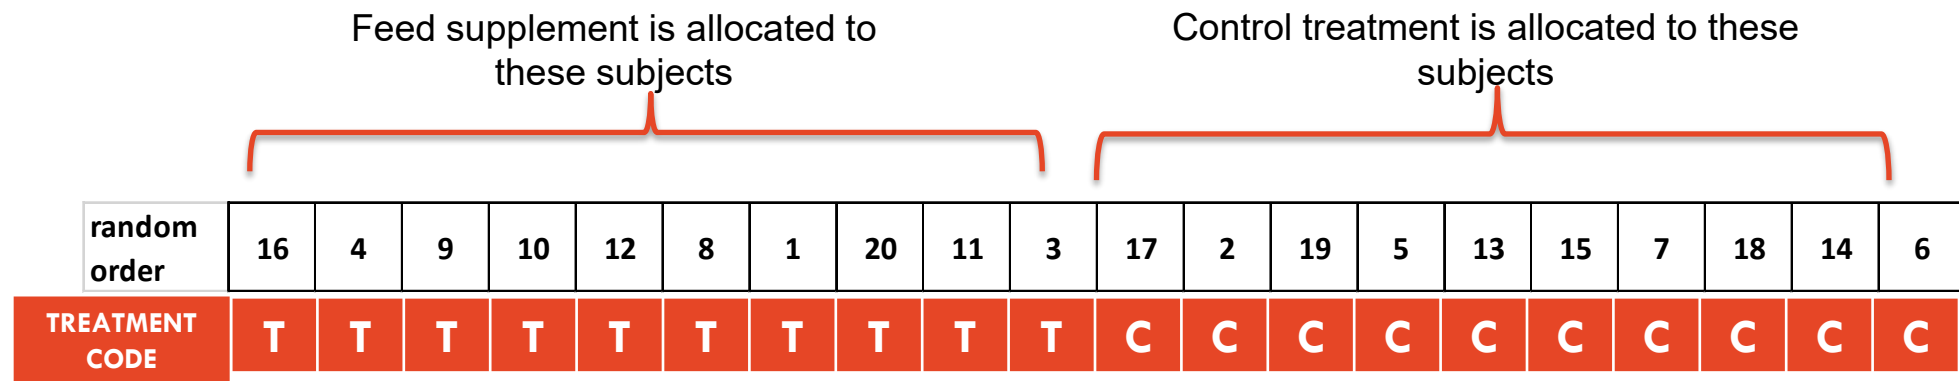 Feed supplement is allocated to
these subjects
Control treatment is allocated to these
subjects
random
order
16 4 9 10 12 8 1 20 11 3 17 2 19 5 13 15 7 18 14 6
TREATMENT
CODE
T T T T T T T T T T C C C C C C C C C C